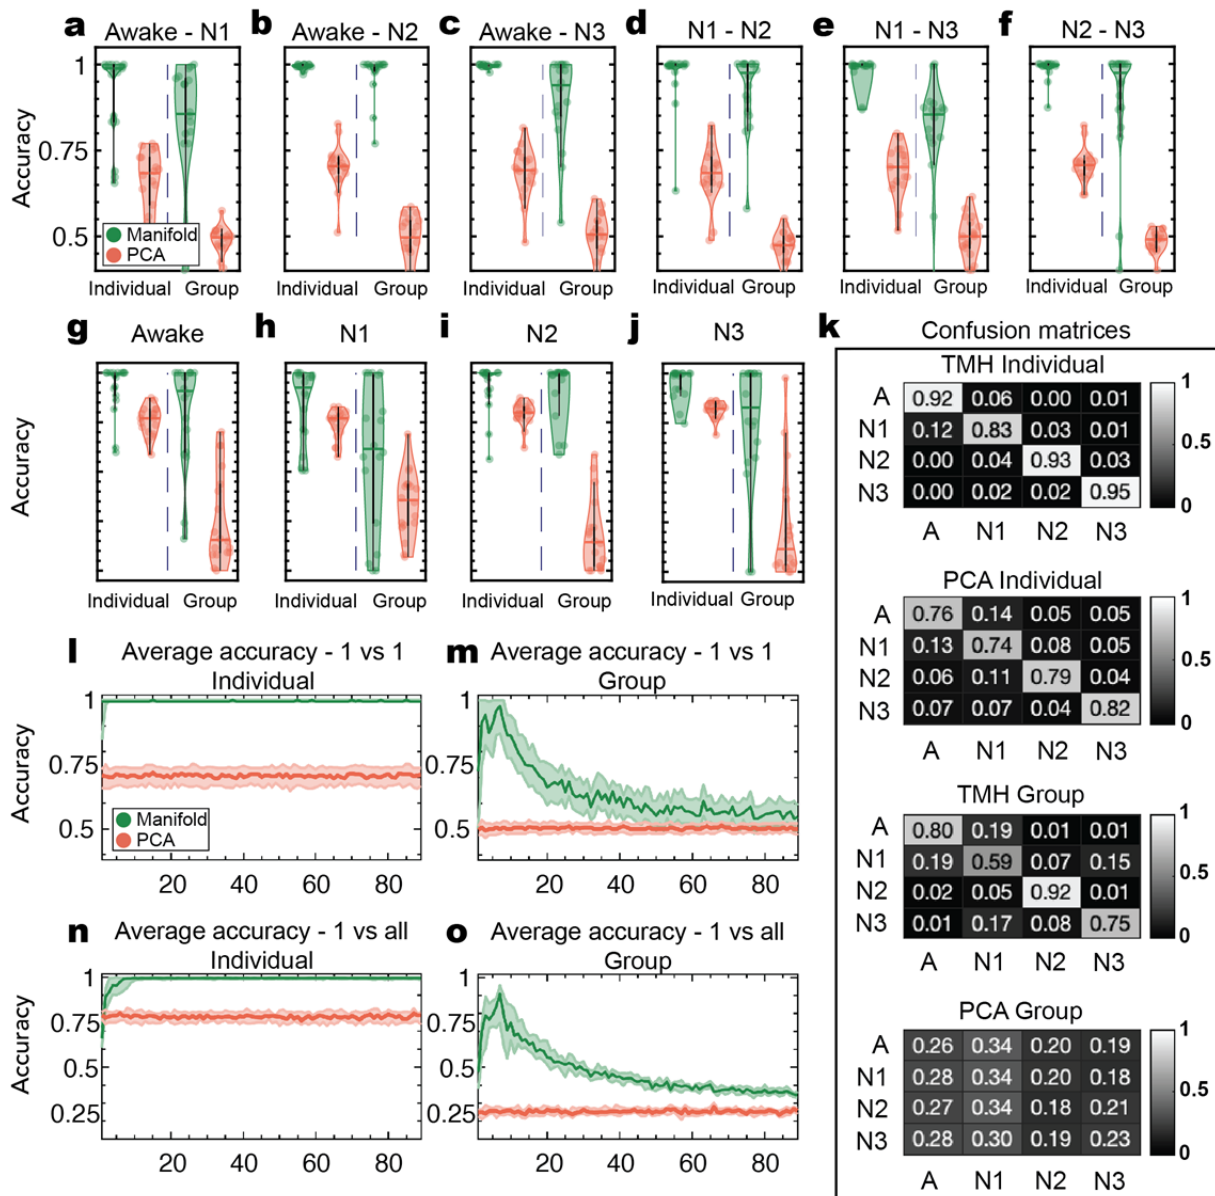 a Awake - N1
b Awake - N2
c Awake - N3
d N1 - N2
e N1 - N3
f N2 - N3
Accuracy
1
0.75
0.5
Manifold
PCA
Individual Group
Individual Group
Individual Group
Individual Group
Individual Group
Individual Group
g Awake
h N1
i N2
j N3
Accuracy
Individual Group
Individual Group
Individual Group
Individual Group
k Confusion matrices
TMH Individual
A 0.92 0.06 0.00 0.01
N1 0.12 0.83 0.03 0.01
N2 0.00 0.04 0.93 0.03
N3 0.00 0.02 0.02 0.95
A N1 N2 N3
1
0.5
0
PCA Individual
A 0.76 0.14 0.05 0.05
N1 0.13 0.74 0.08 0.05
N2 0.06 0.11 0.79 0.04
N3 0.07 0.07 0.04 0.82
A N1 N2 N3
1
0.5
0
TMH Group
A 0.80 0.19 0.01 0.01
N1 0.19 0.59 0.07 0.15
N2 0.02 0.05 0.92 0.01
N3 0.01 0.17 0.08 0.75
A N1 N2 N3
1
0.5
0
PCA Group
A 0.26 0.34 0.20 0.19
N1 0.28 0.34 0.20 0.18
N2 0.27 0.34 0.18 0.21
N3 0.28 0.30 0.19 0.23
A N1 N2 N3
1
0.5
0
l Average accuracy - 1 vs 1
Individual
Accuracy
1
0.75
0.5
Manifold
PCA
20 40 60 80
m Average accuracy - 1 vs 1
Group
1
0.75
0.5
20 40 60 80
n Average accuracy - 1 vs all
Individual
Accuracy
1
0.75
0.5
0.25
20 40 60 80
o Average accuracy - 1 vs all
Group
1
0.75
0.5
0.25
20 40 60 80